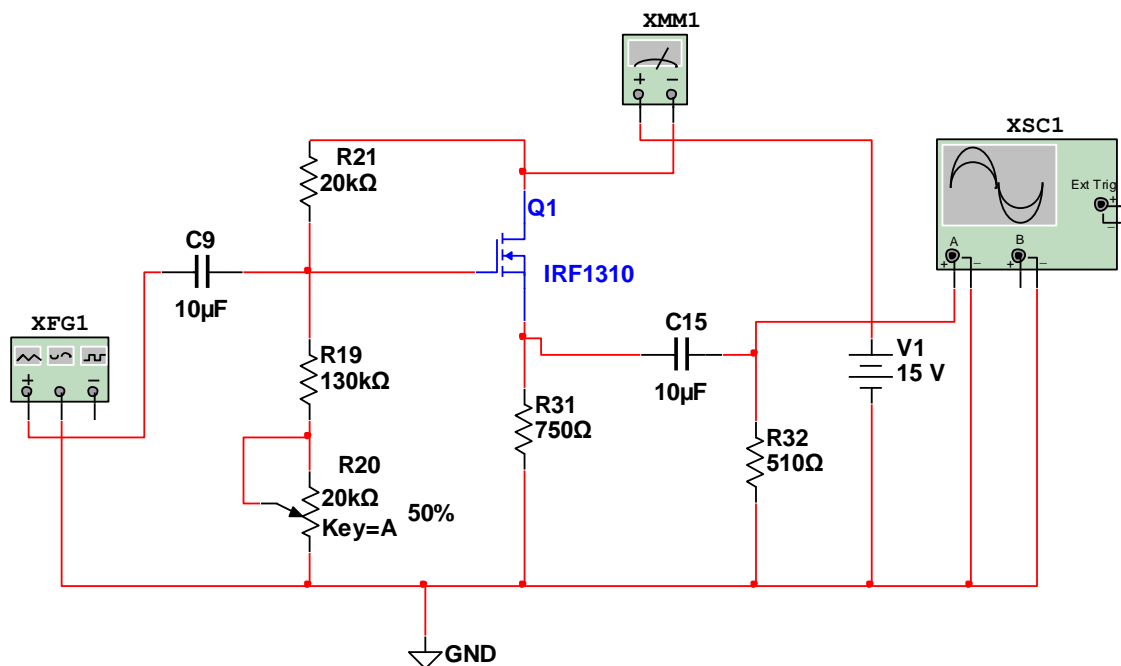 XMM1
+
−
XSC1
R21
20kΩ
Ext Trig
+
−
Q1
A
B
+
−
+
−
C9
IRF1310
10µF
XFG1
C15
+
−
V1
15 V
R19
130kΩ
10µF
R31
750Ω
R32
510Ω
R20
20kΩ
50%
Key=A
GND